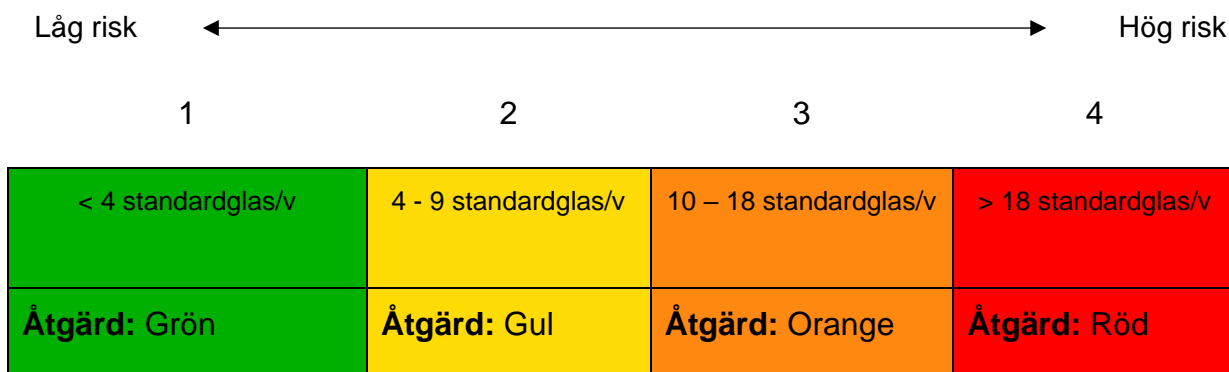 Låg risk Hög risk
1 2 3 4
< 4 standardglas/v 4 - 9 standardglas/v 10 – 18 standardglas/v > 18 standardglas/v
Åtgärd: Grön Åtgärd: Gul Åtgärd: Orange Åtgärd: Röd